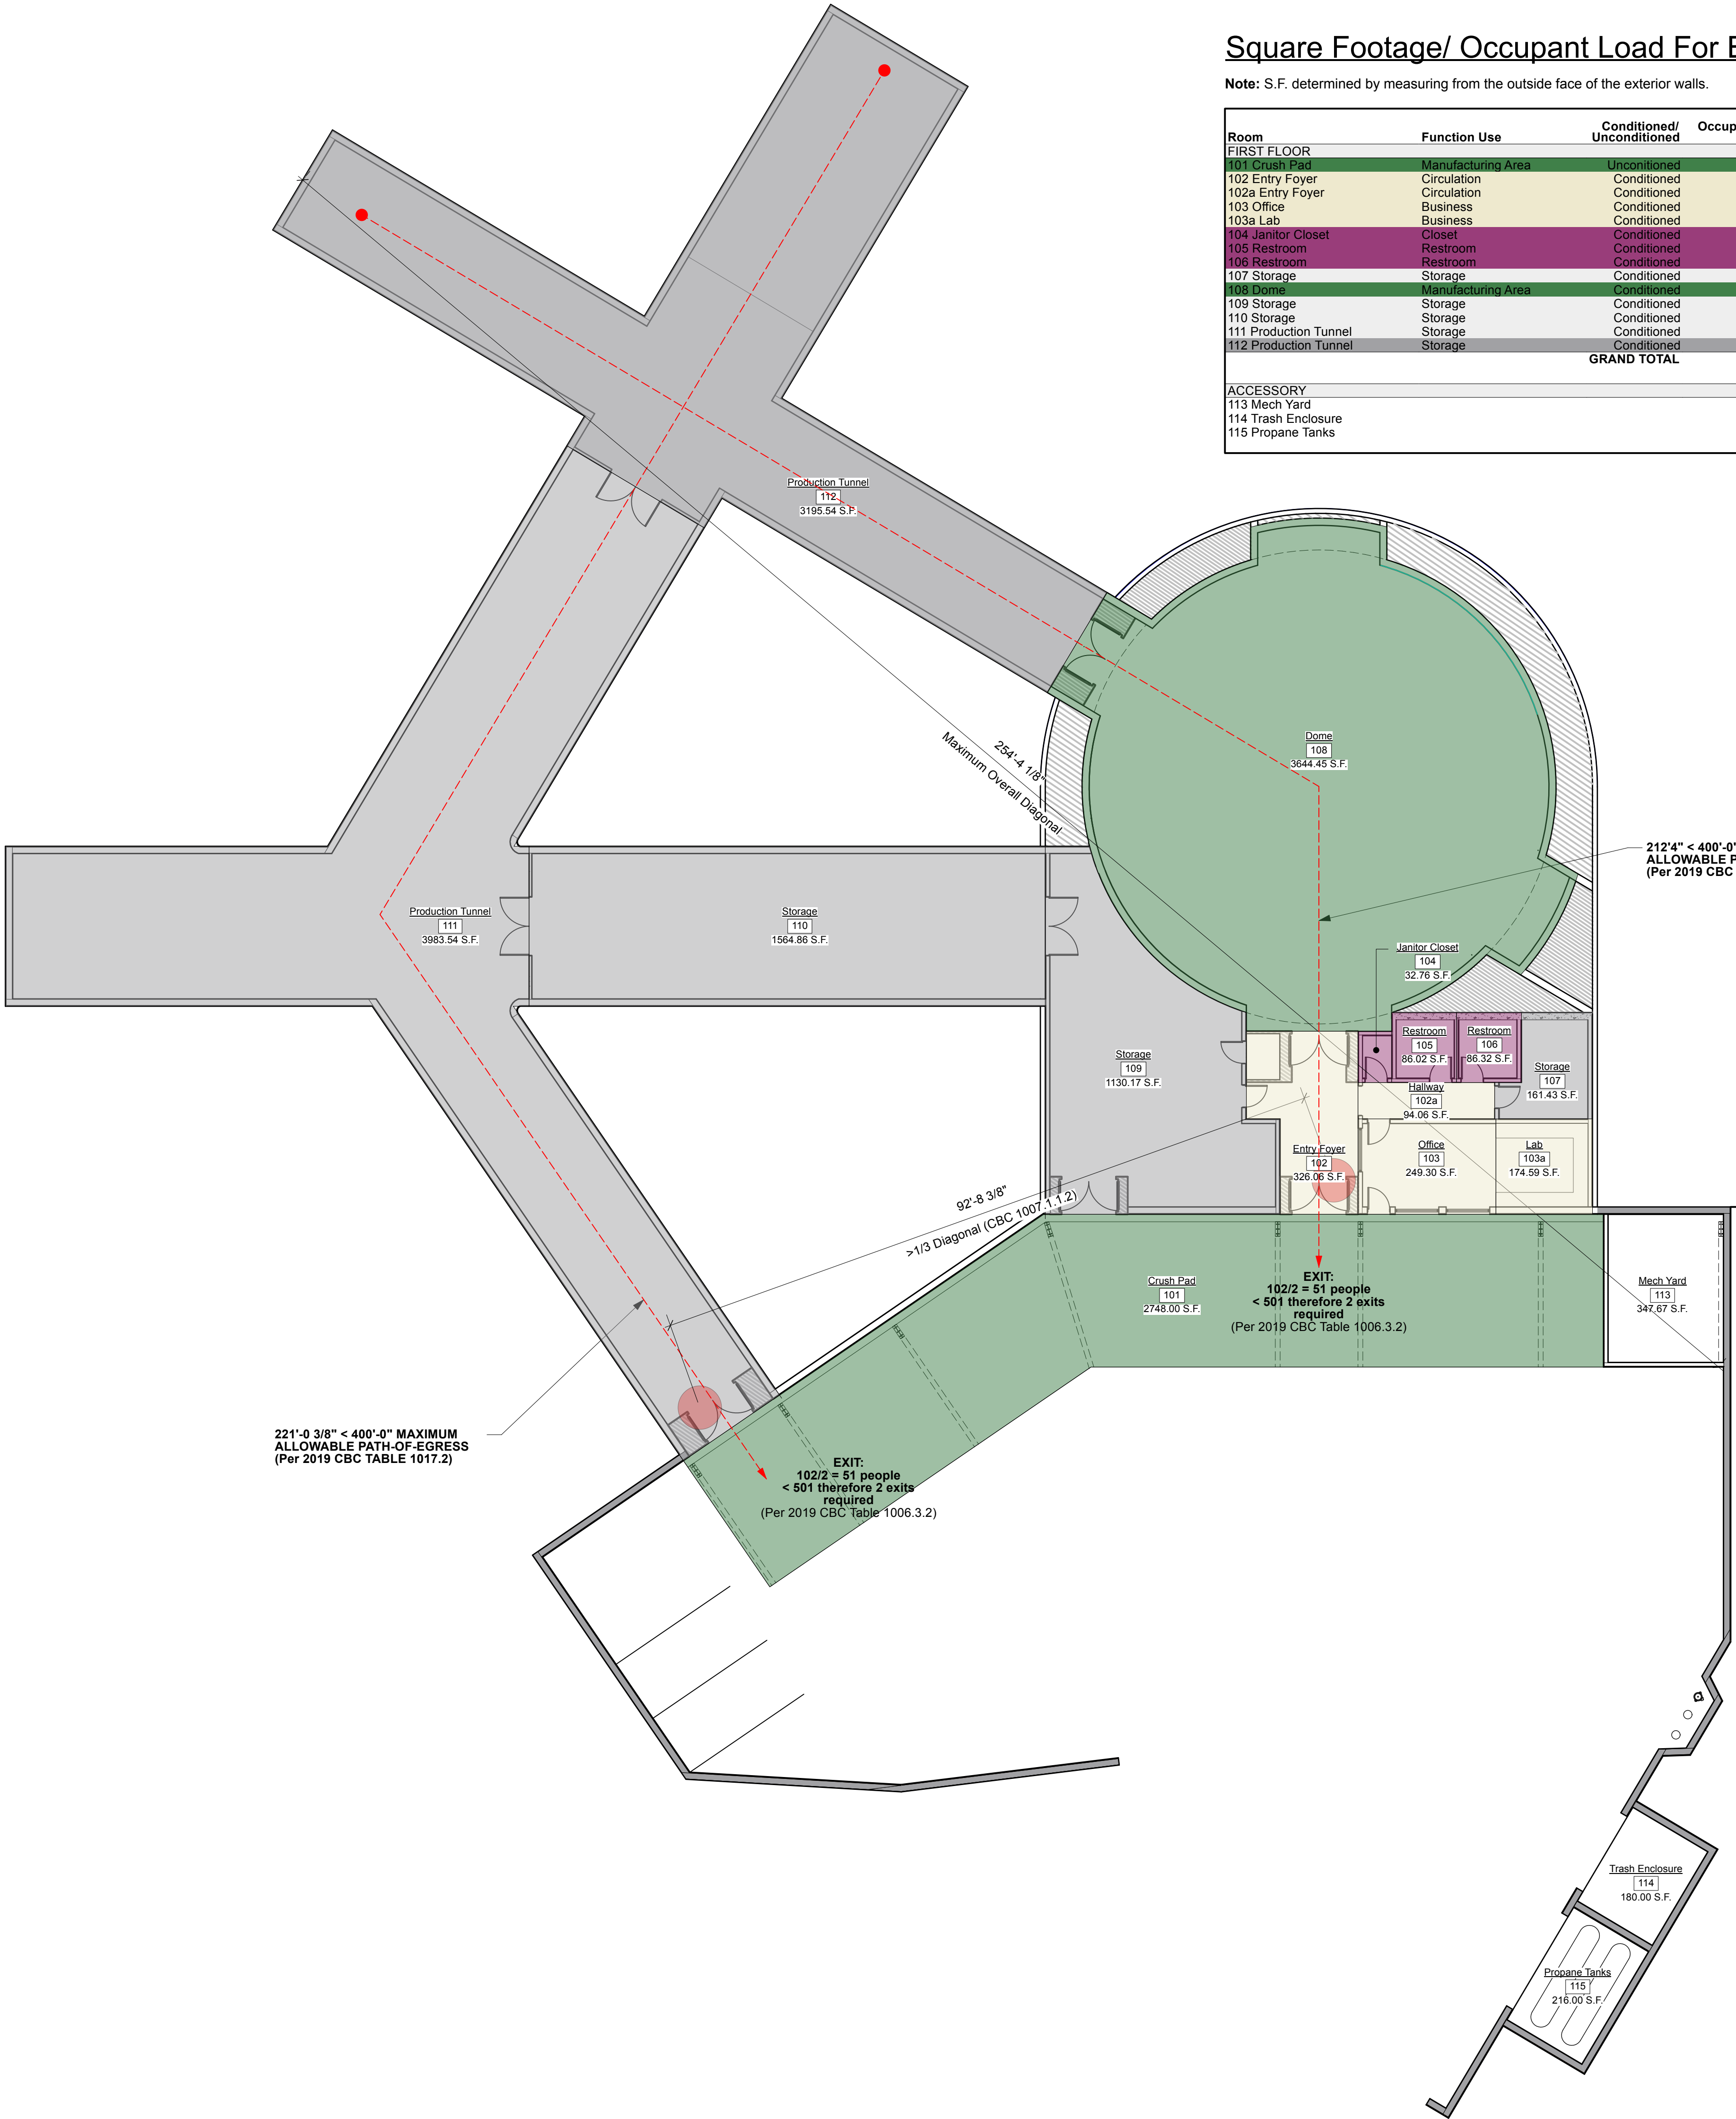 Square Footage/ Occupant Load For E
Note: S.F. determined by measuring from the outside face of the exterior walls.
Room Function Use Conditioned/ Unconditioned Occup
FIRST FLOOR
101 Crush Pad Manufacturing Area Unconitioned
102 Entry Foyer Circulation Conditioned
102a Entry Foyer Circulation Conditioned
103 Office Business Conditioned
103a Lab Business Conditioned
104 Janitor Closet Closet Conditioned
105 Restroom Restroom Conditioned
106 Restroom Restroom Conditioned
107 Storage Storage Conditioned
108 Dome Manufacturing Area Conditioned
109 Storage Storage Conditioned
110 Storage Storage Conditioned
111 Production Tunnel Storage Conditioned
112 Production Tunnel Storage Conditioned
GRAND TOTAL
ACCESSORY
113 Mech Yard
114 Trash Enclosure
115 Propane Tanks
Production Tunnel
112
3195.54 S.F.
Dome
108
3644.45 S.F.
254'-4 1/8"
Maximum Overall Diagonal
212'4" < 400'-0"
ALLOWABLE P
(Per 2019 CBC
Production Tunnel
111
3983.54 S.F.
Storage
110
1564.86 S.F.
Janitor Closet
104
32.76 S.F.
Restroom
105
86.02 S.F.
Restroom
106
86.32 S.F.
Storage
109
1130.17 S.F.
Storage
107
161.43 S.F.
Hallway
102a
94.06 S.F.
Entry Foyer
102
326.06 S.F.
Office
103
249.30 S.F.
Lab
103a
174.59 S.F.
92'-8 3/8"
>1/3 Diagonal (CBC 1007.1.1.2)
Crush Pad
101
2748.00 S.F.
EXIT:
102/2 = 51 people
< 501 therefore 2 exits
required
(Per 2019 CBC Table 1006.3.2)
Mech Yard
113
347.67 S.F.
221'-0 3/8" < 400'-0" MAXIMUM
ALLOWABLE PATH-OF-EGRESS
(Per 2019 CBC TABLE 1017.2)
EXIT:
102/2 = 51 people
< 501 therefore 2 exits
required
(Per 2019 CBC Table 1006.3.2)
Trash Enclosure
114
180.00 S.F.
Propane Tanks
115
216.00 S.F.